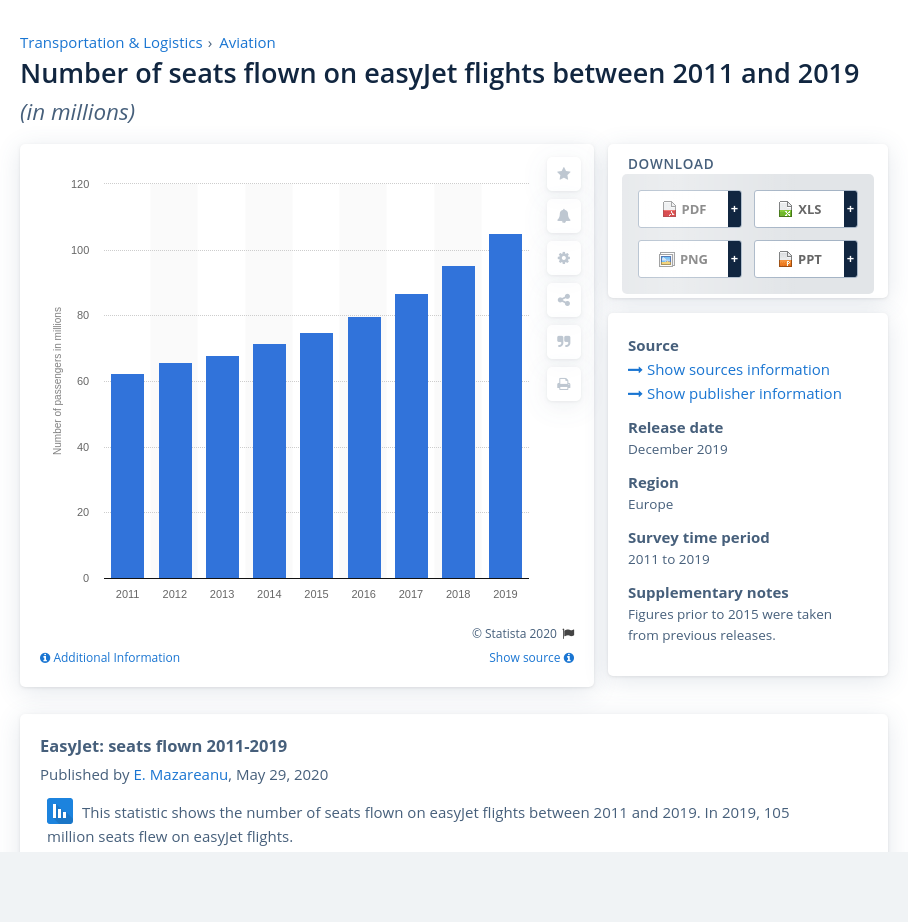 Transportation & Logistics › Aviation
Number of seats flown on easyJet flights between 2011 and 2019
(in millions)
120
100
80
60
40
20
0
Number of passengers in millions
2011 2012 2013 2014 2015 2016 2017 2018 2019
© Statista 2020
Additional Information
Show source
DOWNLOAD
PDF + XLS +
PNG + PPT +
Source
Show sources information
Show publisher information
Release date
December 2019
Region
Europe
Survey time period
2011 to 2019
Supplementary notes
Figures prior to 2015 were taken
from previous releases.
EasyJet: seats flown 2011-2019
Published by E. Mazareanu, May 29, 2020
This statistic shows the number of seats flown on easyJet flights between 2011 and 2019. In 2019, 105
million seats flew on easyJet flights.